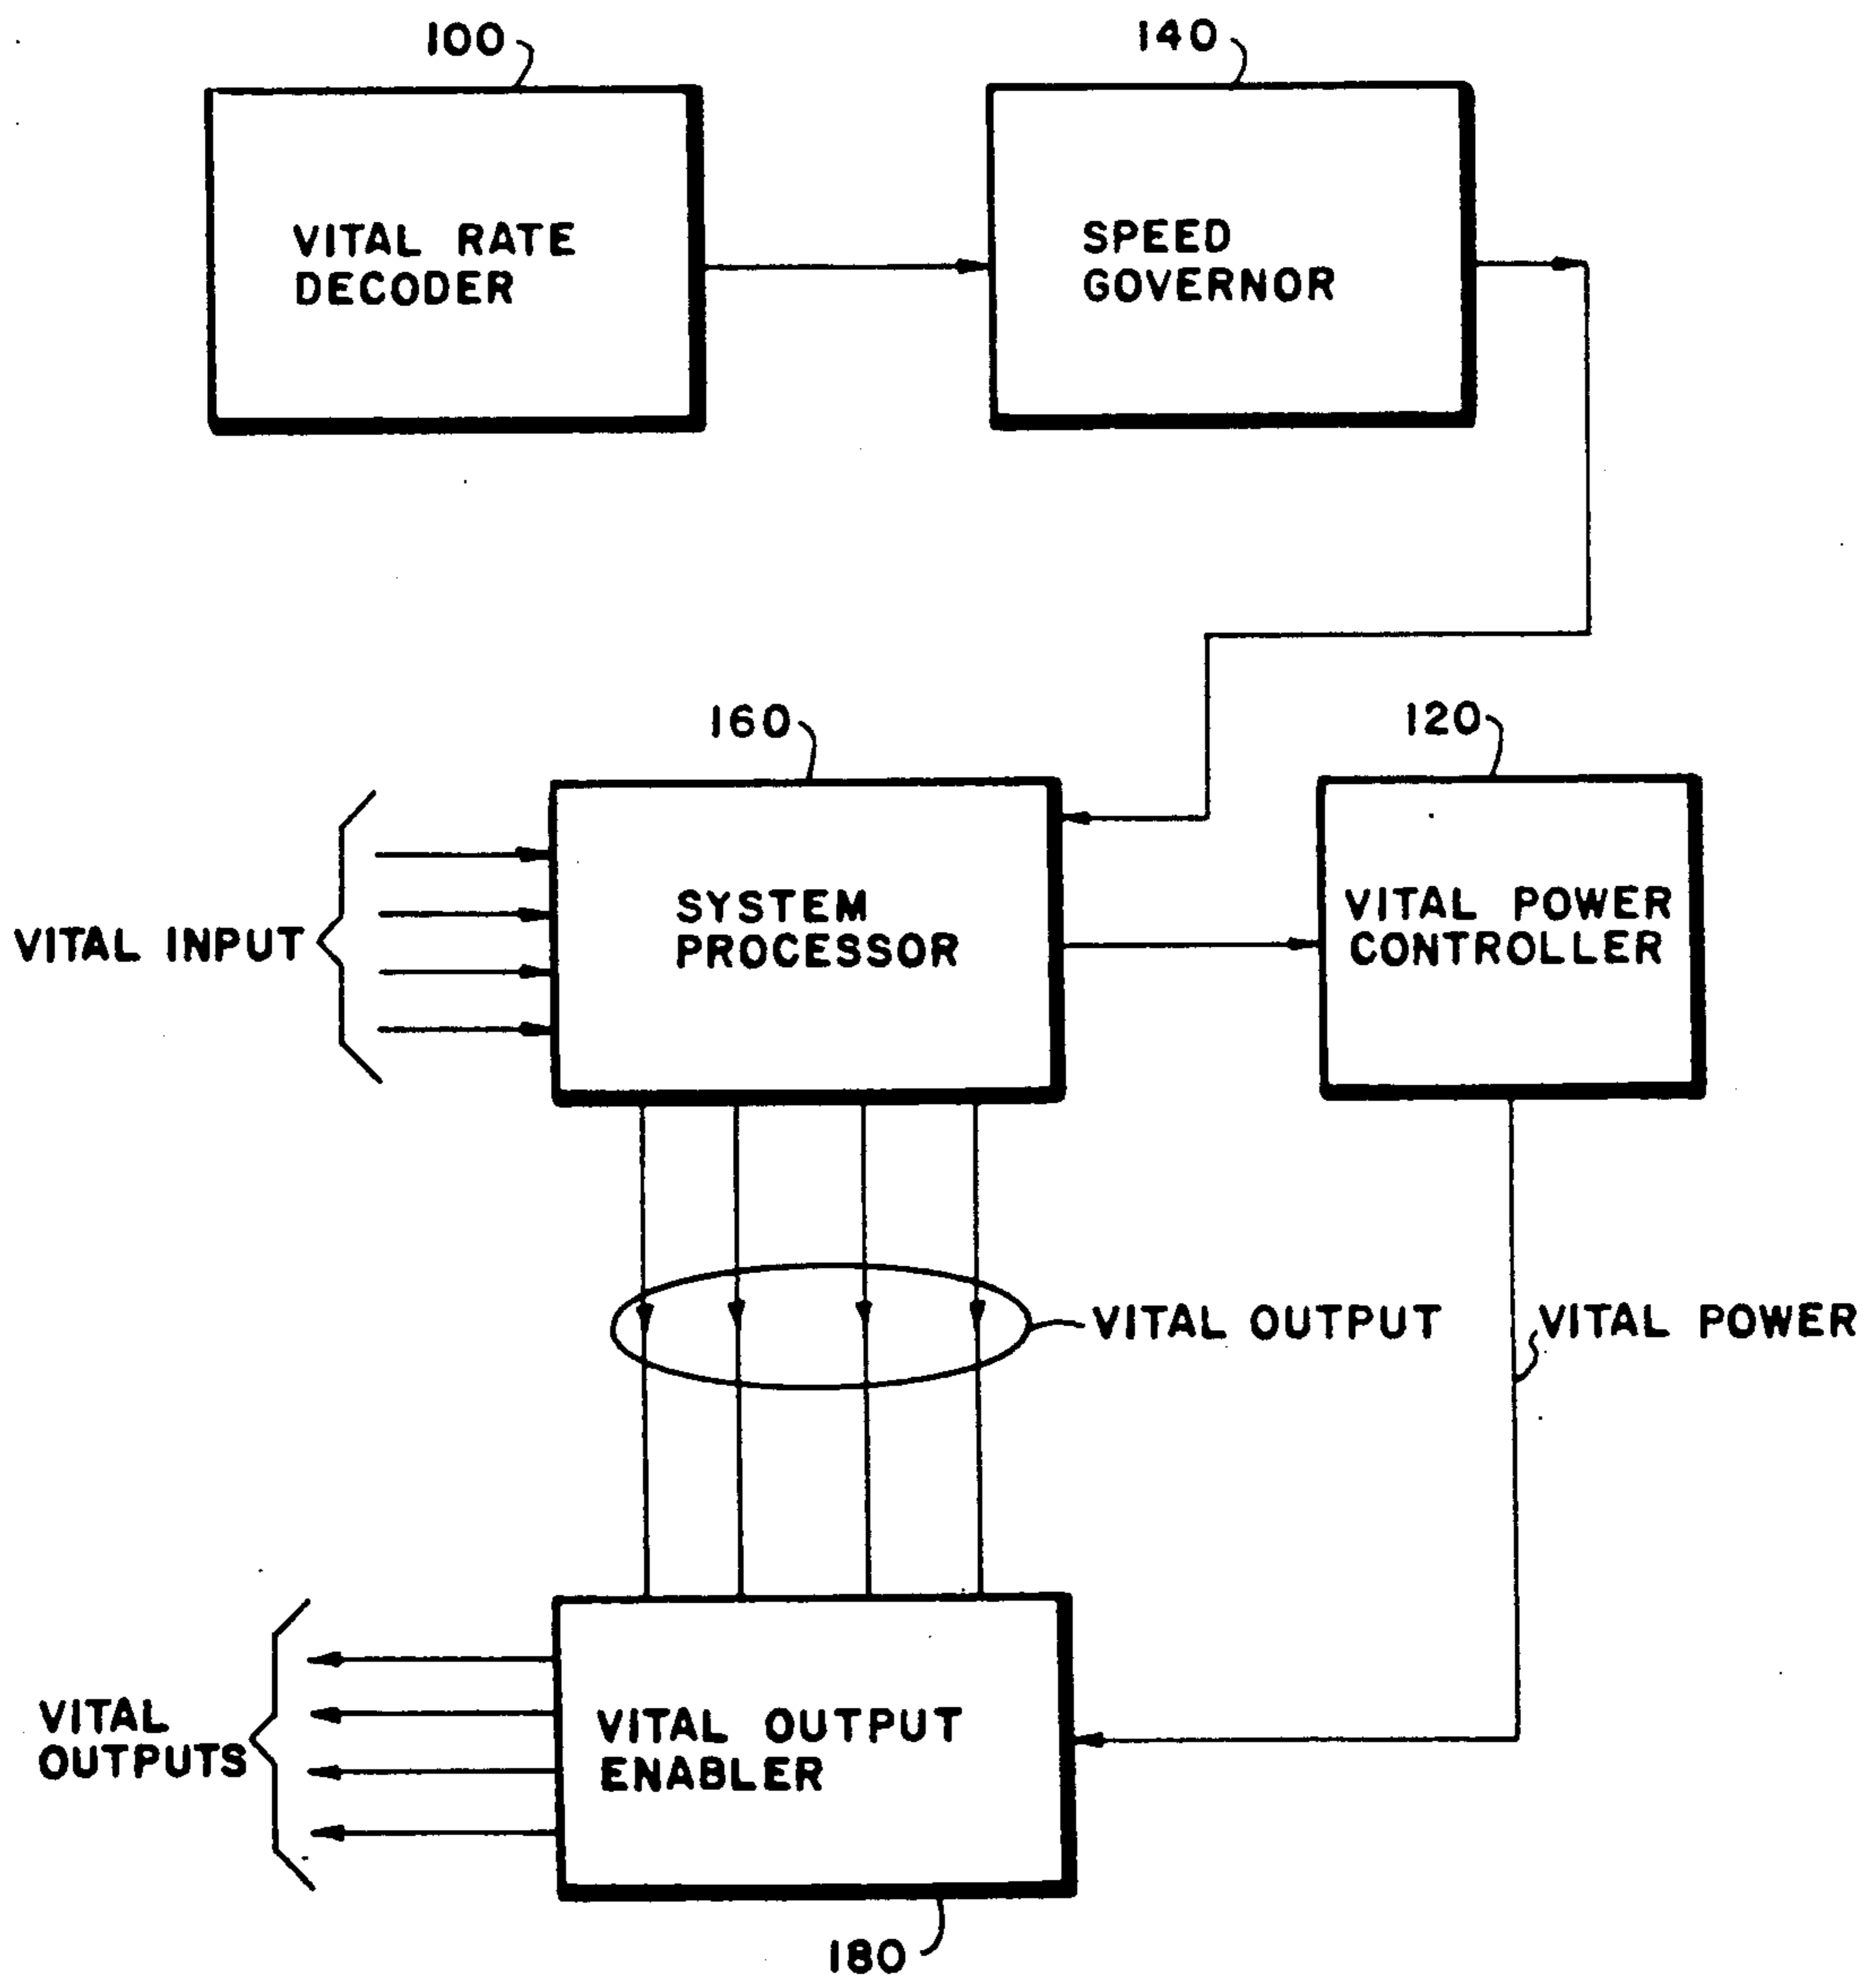 100
140
VITAL RATE
DECODER
SPEED
GOVERNOR
160
120
VITAL INPUT
SYSTEM
PROCESSOR
VITAL POWER
CONTROLLER
VITAL OUTPUT
VITAL POWER
VITAL
OUTPUTS
VITAL OUTPUT
ENABLER
180